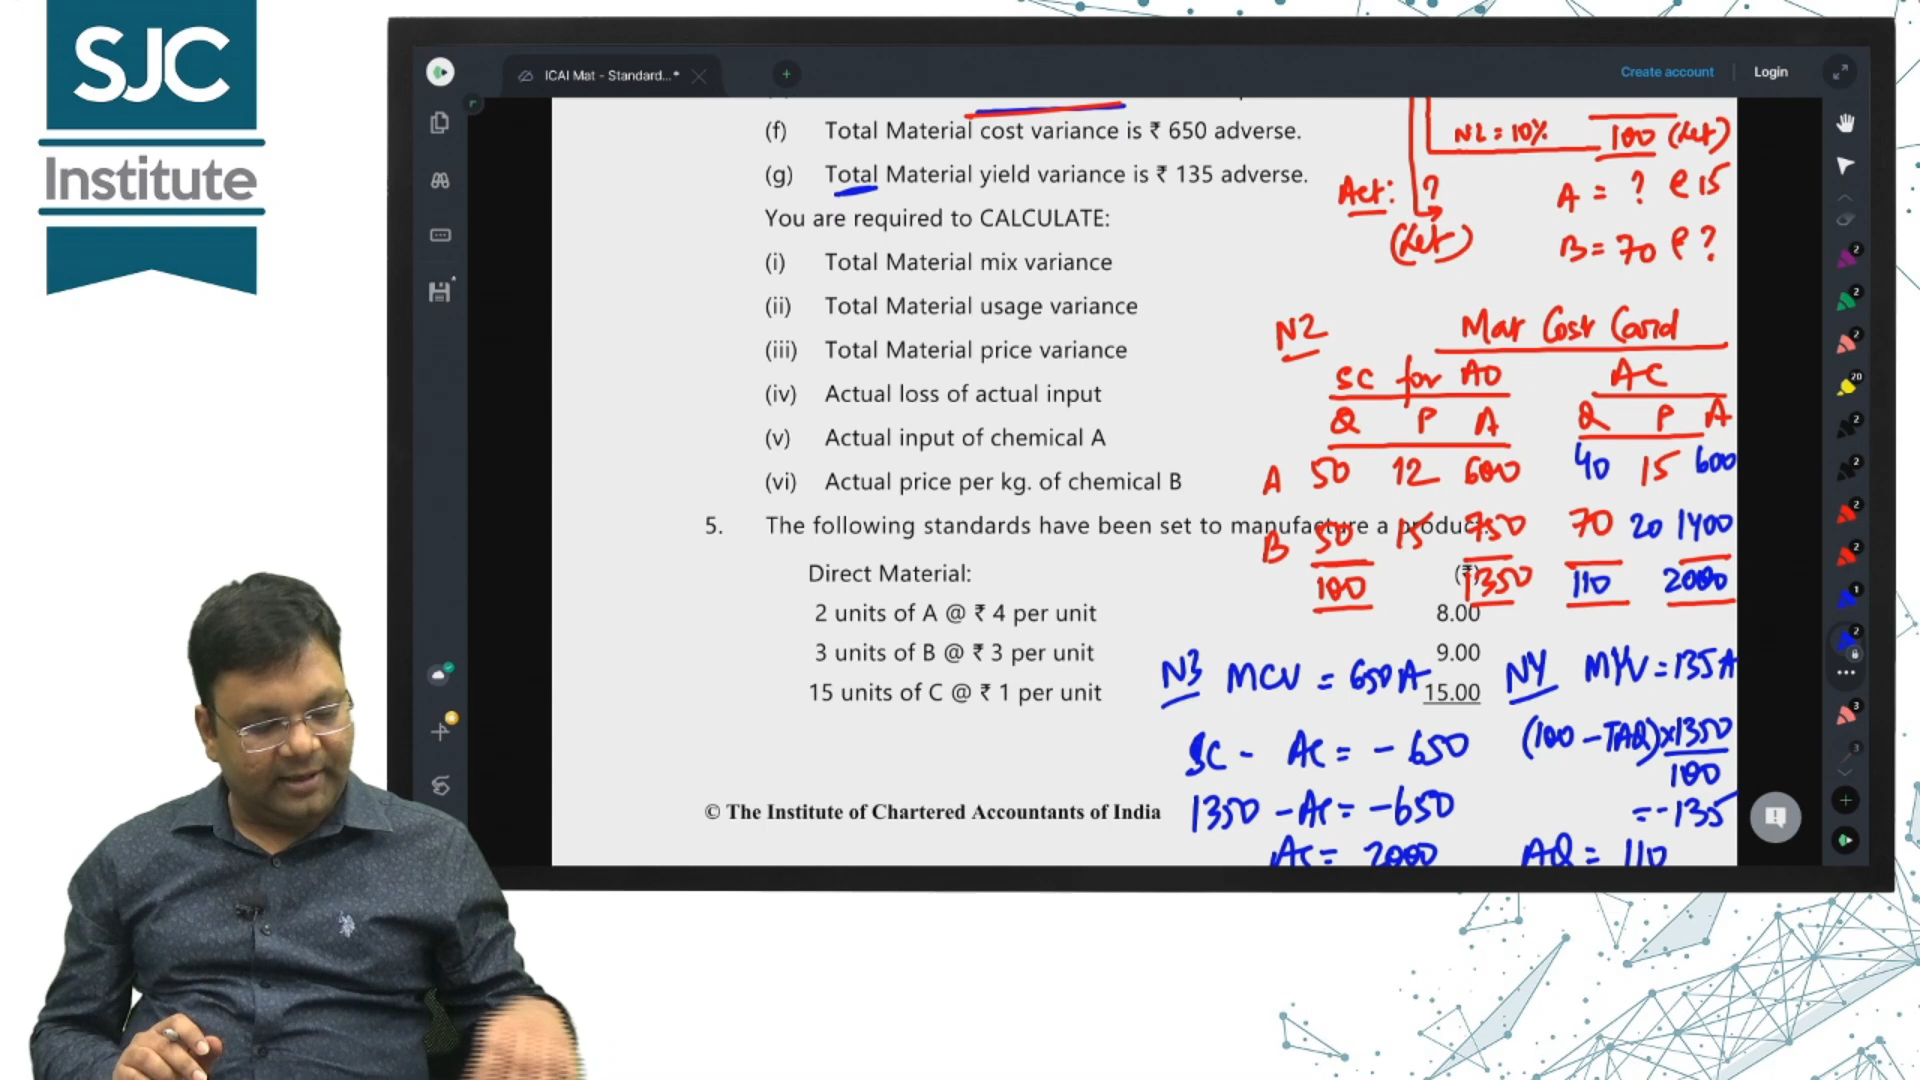 SJC
Institute
ICAI Mat - Standard...*
Create account
Login
(f) Total Material cost variance is ₹ 650 adverse.
(g) Total Material yield variance is ₹ 135 adverse.
You are required to CALCULATE:
(i) Total Material mix variance
(ii) Total Material usage variance
(iii) Total Material price variance
(iv) Actual loss of actual input
(v) Actual input of chemical A
(vi) Actual price per kg. of chemical B
5. The following standards have been set to manufacture a product:
Direct Material: (₹)
2 units of A @ ₹ 4 per unit 8.00
3 units of B @ ₹ 3 per unit 9.00
15 units of C @ ₹ 1 per unit 15.00
© The Institute of Chartered Accountants of India
NL = 10% 100 (Let)
Act: ? A = ? @ 15
(Let) B = 70 @ ?
N2 Mat Cost Card
SC for AO AC
Q P A Q P A
A 50 12 600 40 15 600
B 50 15 750 70 20 1400
100 1350 110 2000
N3 MCV = 650A
SC - AC = - 650
1350 - AC = - 650
AC = 2000
N4 MYV = 135A
(100 - TAQ) × 1350
100
= - 135
AQ = 110